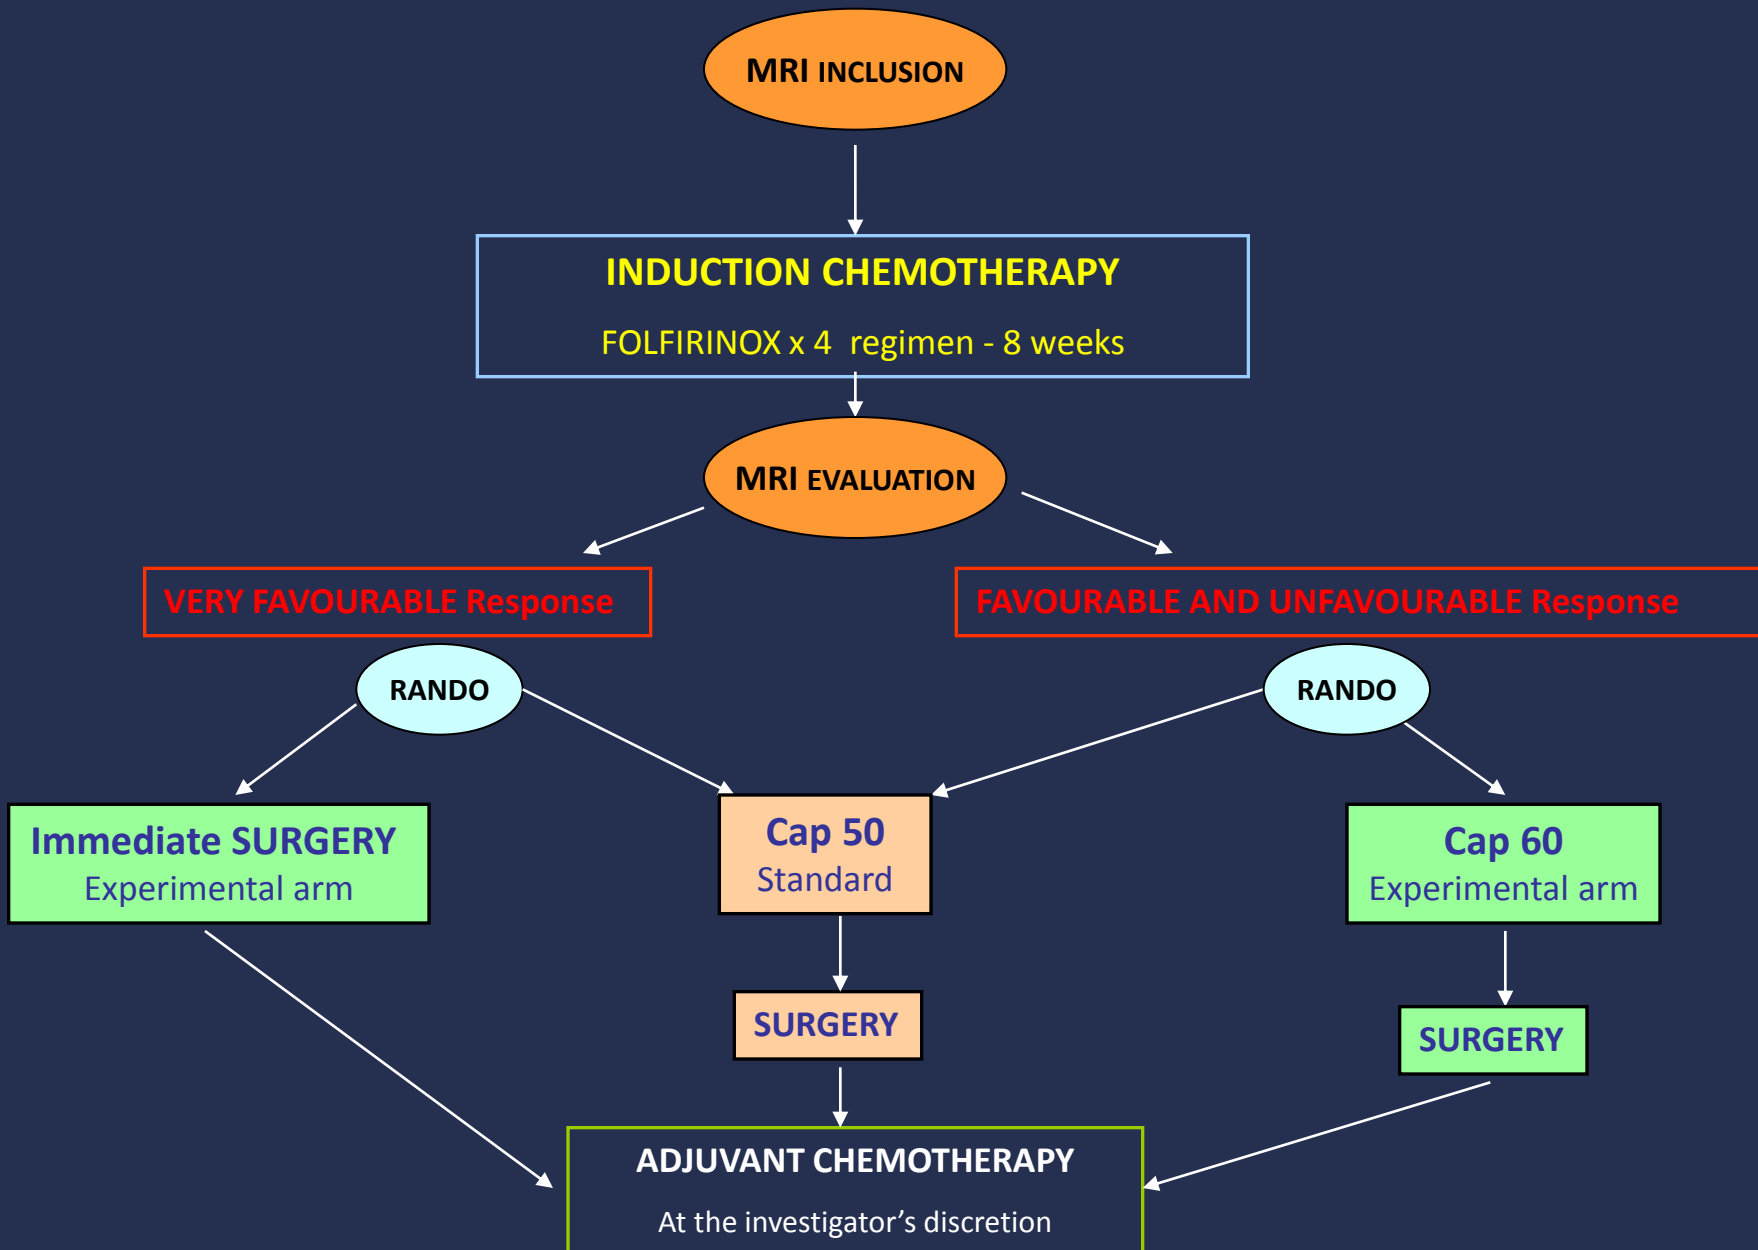 MRI INCLUSION
INDUCTION CHEMOTHERAPY
FOLFIRINOX x 4 regimen - 8 weeks
MRI EVALUATION
VERY FAVOURABLE Response
FAVOURABLE AND UNFAVOURABLE Response
RANDO
RANDO
Immediate SURGERY
Experimental arm
Cap 50
Standard
Cap 60
Experimental arm
SURGERY
SURGERY
ADJUVANT CHEMOTHERAPY
At the investigator’s discretion